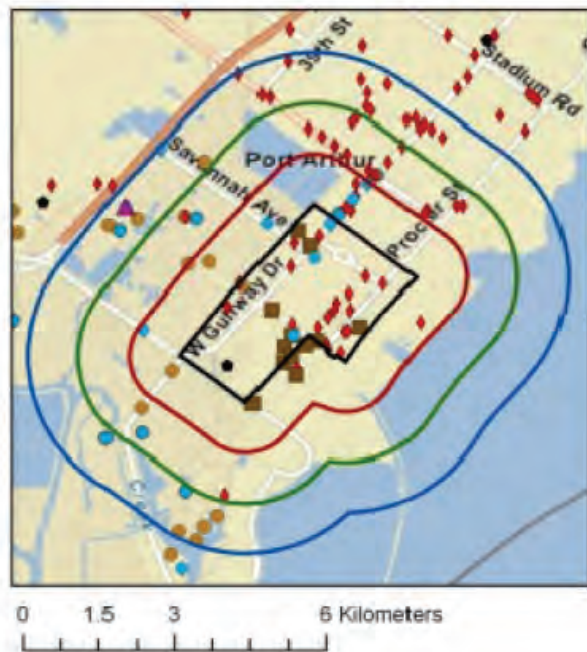 39th St
Stadium Rd
Savannah Ave
Port Arthur
Procter St
W Gulfway Dr
0 1.5 3 6 Kilometers